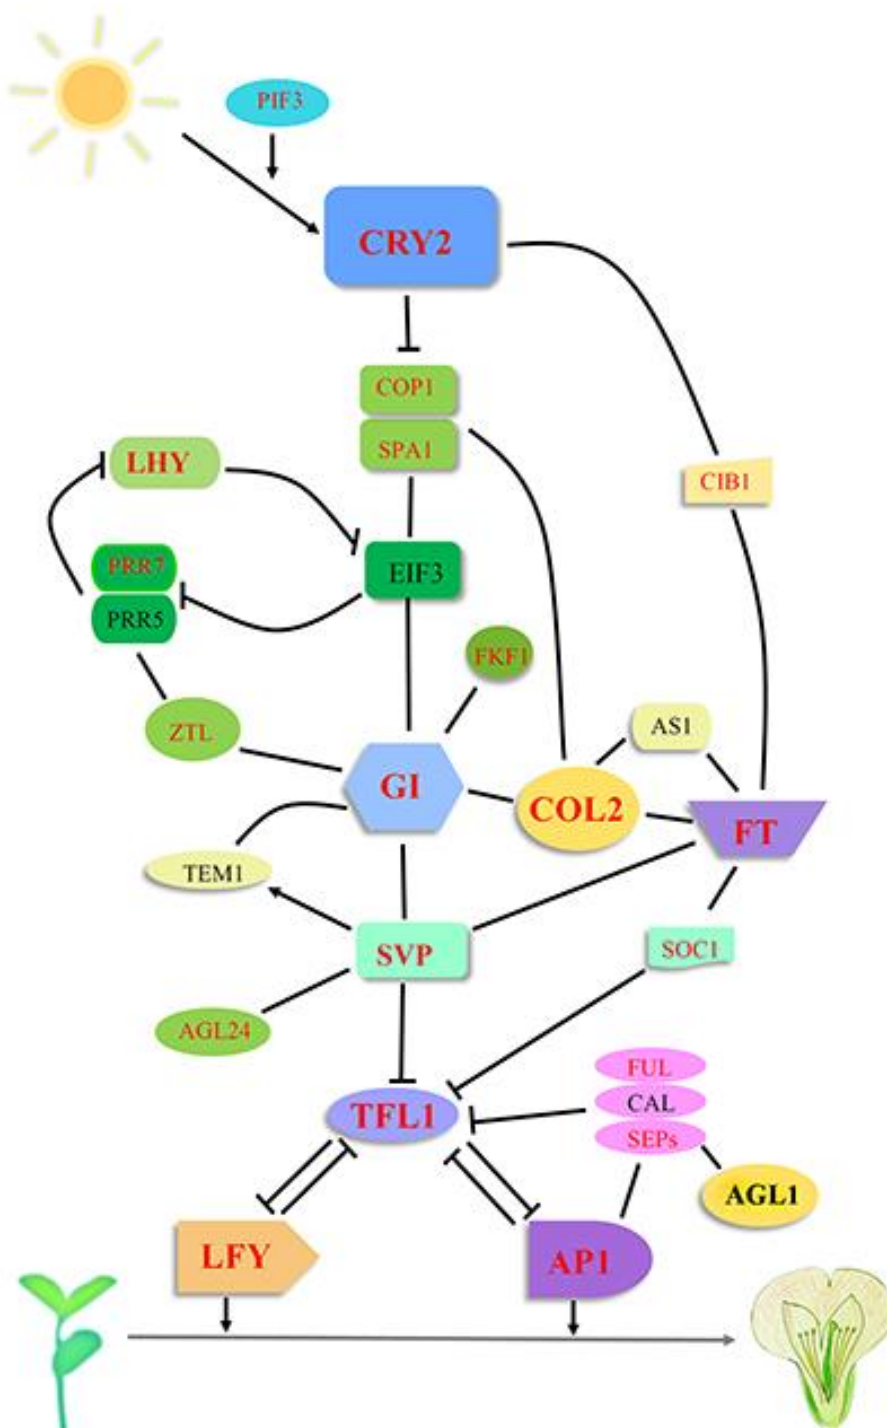 PIF3
CRY2
COP1
SPA1
LHY
CIB1
PRR7
EIF3
PRR5
FKF1
ZTL
AS1
GI
COL2
FT
TEM1
SVP
SOC1
AGL24
FUL
TFL1
CAL
SEPs
AGL1
LFY
AP1